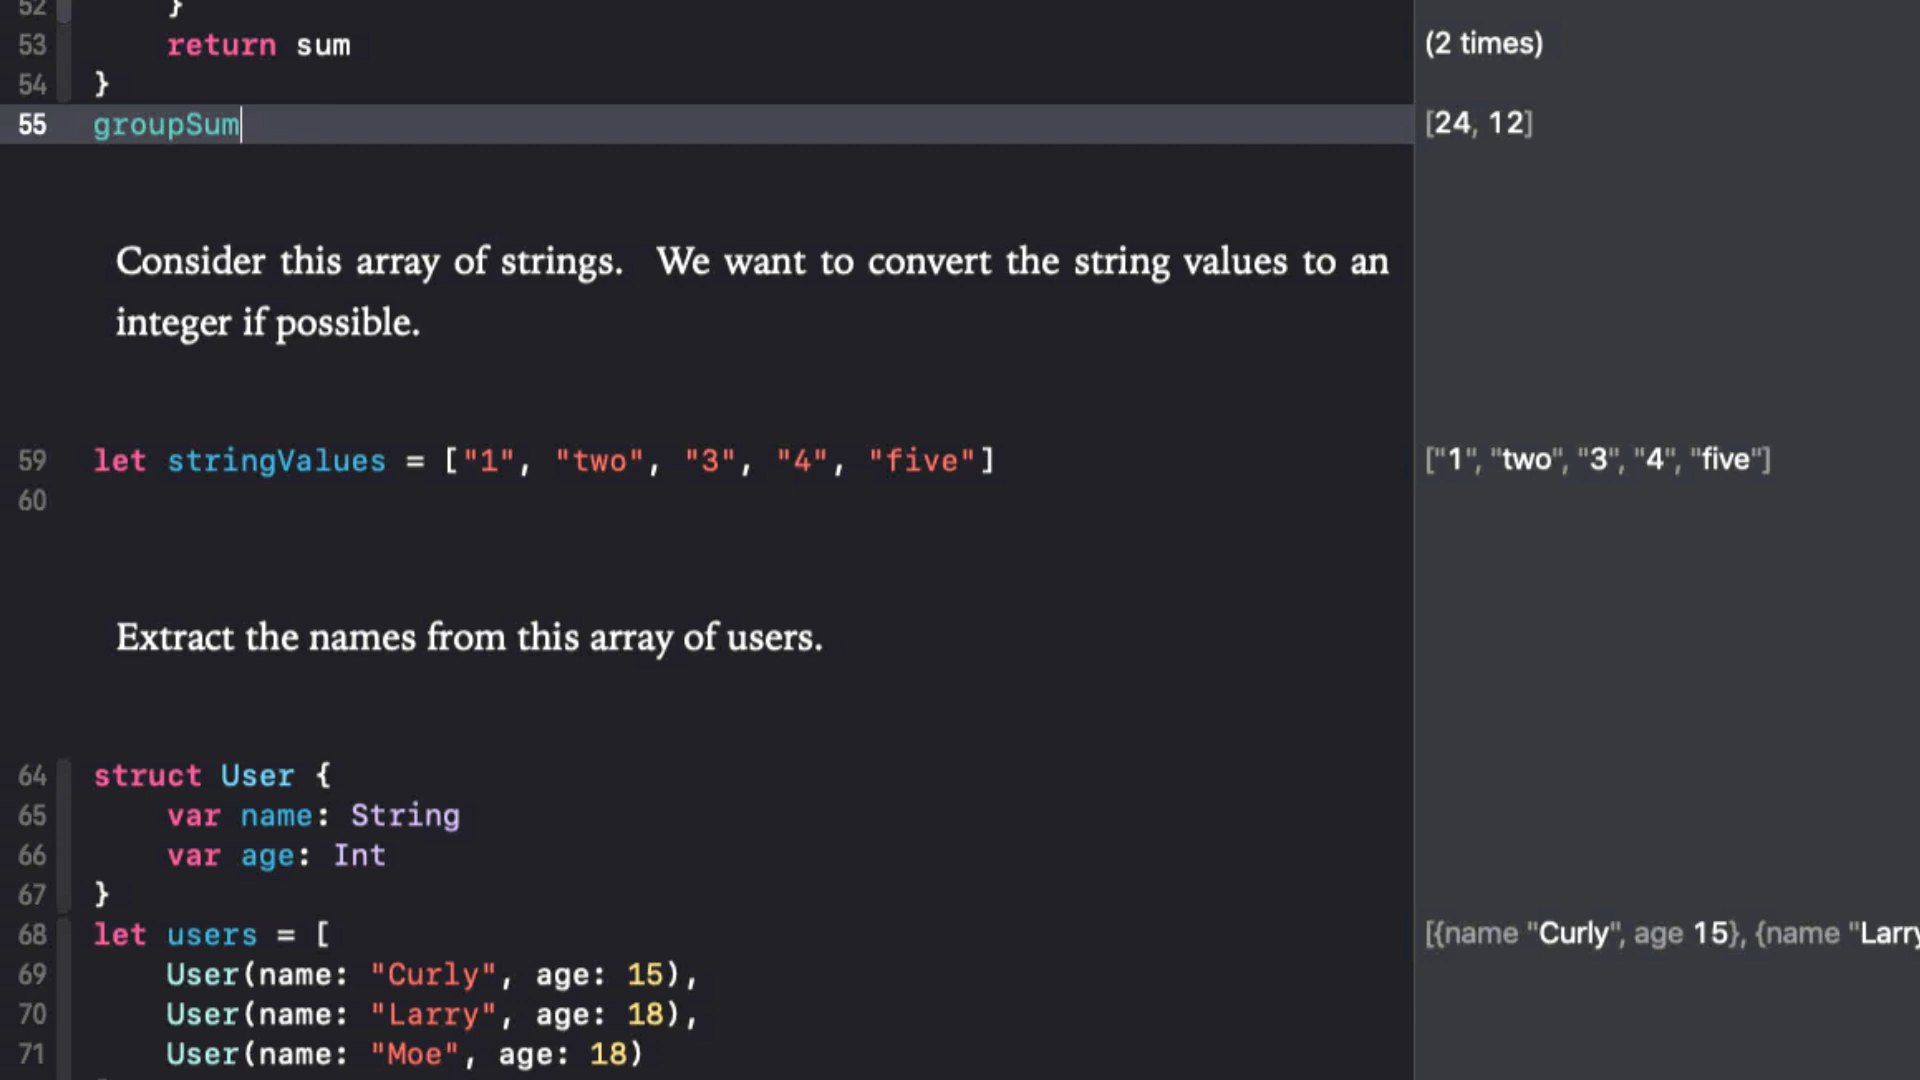 52 }
53 return sum (2 times)
54 }
55 groupSum [24, 12]
Consider this array of strings. We want to convert the string values to an
integer if possible.
59 let stringValues = ["1", "two", "3", "4", "five"] ["1", "two", "3", "4", "five"]
60
Extract the names from this array of users.
64 struct User {
65 var name: String
66 var age: Int
67 }
68 let users = [ [{name "Curly", age 15}, {name "Larry
69 User(name: "Curly", age: 15),
70 User(name: "Larry", age: 18),
71 User(name: "Moe", age: 18)